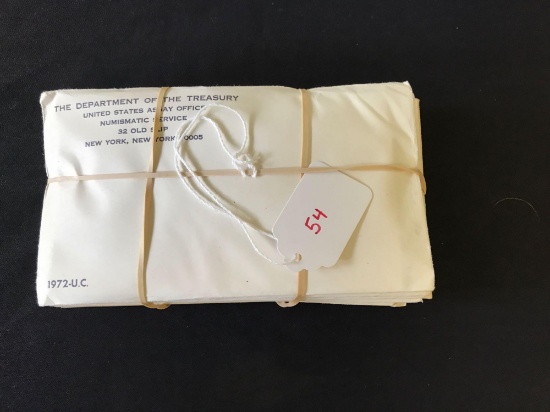 THE DEPARTMENT OF THE TREASURY
UNITED STATES ASSAY OFFICE
NUMISMATIC SERVICE
32 OLD SLIP
NEW YORK, NEW YORK 10005
54
1972-U.C.